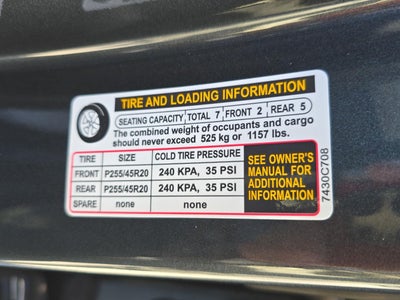 TIRE AND LOADING INFORMATION
SEATING CAPACITY TOTAL 7 FRONT 2 REAR 5
The combined weight of occupants and cargo
should never exceed 525 kg or 1157 lbs.
TIRE SIZE COLD TIRE PRESSURE
FRONT P255/45R20 240 KPA, 35 PSI
REAR P255/45R20 240 KPA, 35 PSI
SPARE none none
SEE OWNER'S
MANUAL FOR
ADDITIONAL
INFORMATION
7430C708